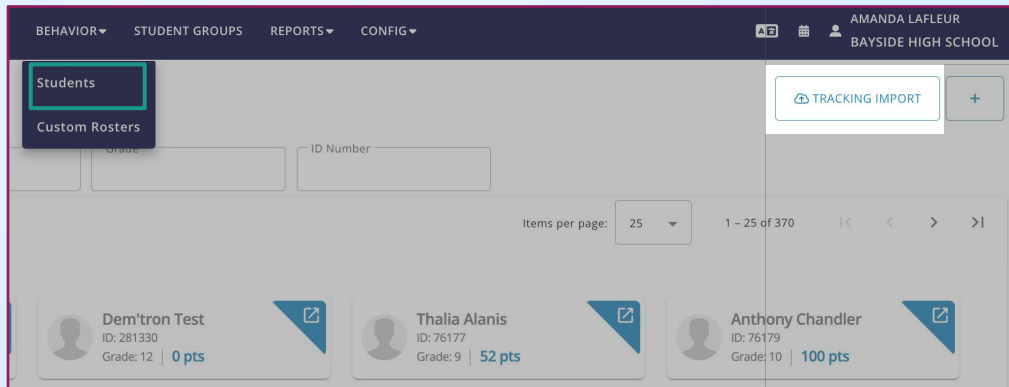 BEHAVIOR STUDENT GROUPS REPORTS CONFIG
AMANDA LAFLEUR
BAYSIDE HIGH SCHOOL
Students
Custom Rosters
TRACKING IMPORT +
Grade ID Number
Items per page: 25 1 – 25 of 370
Dem'tron Test
ID: 281330
Grade: 12 | 0 pts
Thalia Alanis
ID: 76177
Grade: 9 | 52 pts
Anthony Chandler
ID: 76179
Grade: 10 | 100 pts